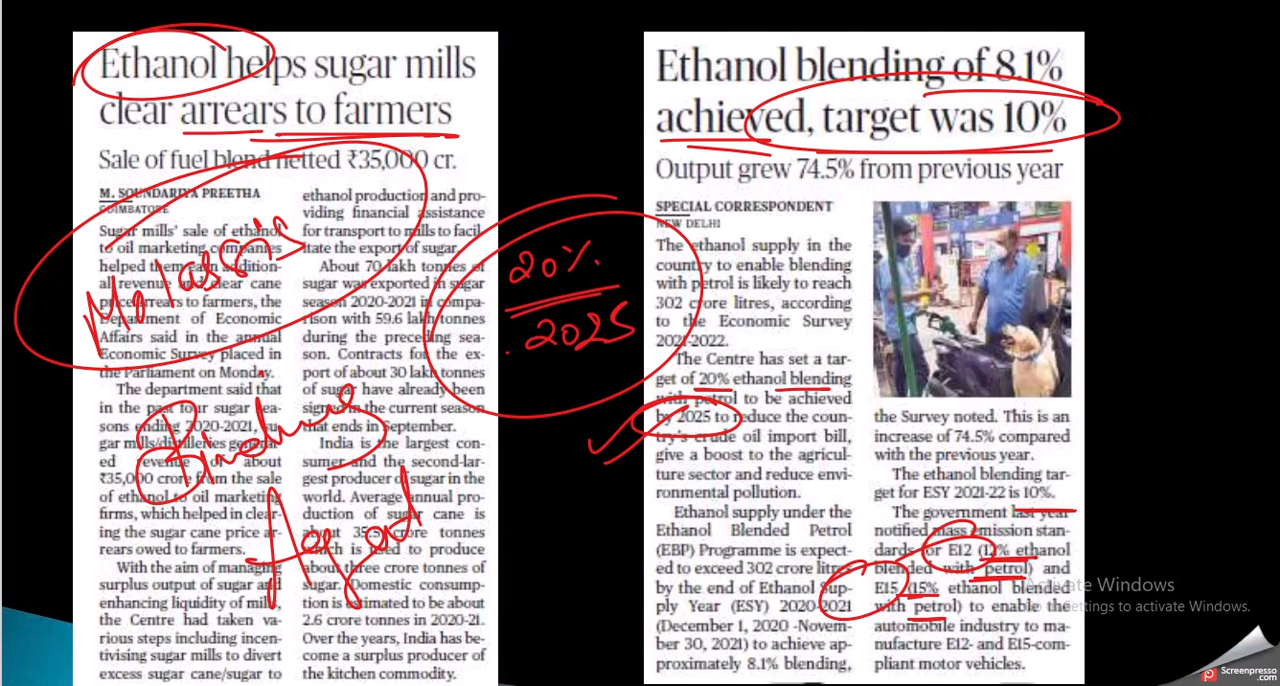 Ethanol helps sugar mills
clear arrears to farmers
Sale of fuel blend netted ₹35,000 cr.
M. SOUNDARIYA PREETHA
COIMBATORE
Sugar mills' sale of ethanol
to oil marketing companies
helped them earn addition-
al revenue and clear cane
price arrears to farmers, the
Department of Economic
Affairs said in the annual
Economic Survey placed in
the Parliament on Monday.
The department said that
in the past four sugar sea-
sons ending 2020-2021, su-
gar mills/distilleries generat-
ed revenue of about
₹35,000 crore from the sale
of ethanol to oil marketing
firms, which helped in clear-
ing the sugar cane price ar-
rears owed to farmers.
With the aim of managing
surplus output of sugar and
enhancing liquidity of mills,
the Centre had taken va-
rious steps including incen-
tivising sugar mills to divert
excess sugar cane/sugar to
ethanol production and pro-
viding financial assistance
for transport to mills to facil-
itate the export of sugar.
About 70 lakh tonnes of
sugar was exported in sugar
season 2020-2021 in compa-
rison with 59.6 lakh tonnes
during the preceding sea-
son. Contracts for the ex-
port of about 30 lakh tonnes
of sugar have already been
signed in the current season
that ends in September.
India is the largest con-
sumer and the second-lar-
gest producer of sugar in the
world. Average annual pro-
duction of sugar cane is
about 35.5 crore tonnes
which is used to produce
about three crore tonnes of
sugar. Domestic consump-
tion is estimated to be about
2.6 crore tonnes in 2020-21.
Over the years, India has be-
come a surplus producer of
the kitchen commodity.
20%
2025
Ethanol blending of 8.1%
achieved, target was 10%
Output grew 74.5% from previous year
SPECIAL CORRESPONDENT
NEW DELHI
The ethanol supply in the
country to enable blending
with petrol is likely to reach
302 crore litres, according
to the Economic Survey
2021-2022.
The Centre has set a tar-
get of 20% ethanol blending
with petrol to be achieved
by 2025 to reduce the coun-
try's crude oil import bill,
give a boost to the agricul-
ture sector and reduce envi-
ronmental pollution.
Ethanol supply under the
Ethanol Blended Petrol
(EBP) Programme is expect-
ed to exceed 302 crore litres
by the end of Ethanol Sup-
ply Year (ESY) 2020-2021
(December 1, 2020 -Novem-
ber 30, 2021) to achieve ap-
proximately 8.1% blending,
the Survey noted. This is an
increase of 74.5% compared
with the previous year.
The ethanol blending tar-
get for ESY 2021-22 is 10%.
The government last year
notified mass emission stan-
dards for E12 (12% ethanol
blended with petrol) and
E15 (15% ethanol blended
with petrol) to enable the
automobile industry to ma-
nufacture E12- and E15-com-
pliant motor vehicles.
Activate Windows
Settings to activate Windows.
Screenpresso
.com